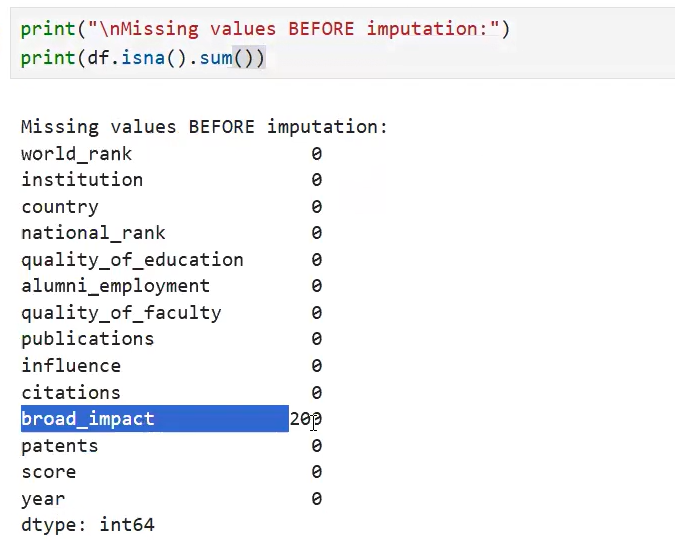 print("\nMissing values BEFORE imputation:")
print(df.isna().sum())
Missing values BEFORE imputation:
world_rank 0
institution 0
country 0
national_rank 0
quality_of_education 0
alumni_employment 0
quality_of_faculty 0
publications 0
influence 0
citations 0
broad_impact 200
patents 0
score 0
year 0
dtype: int64